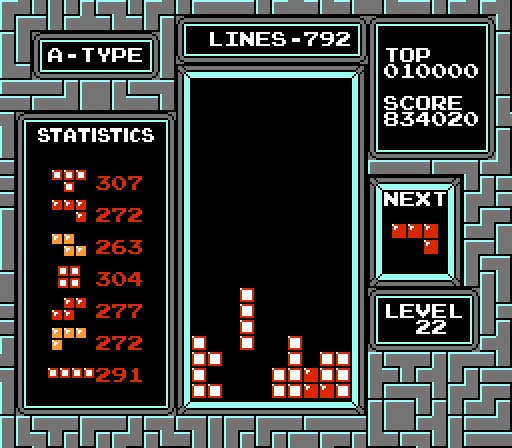 A-TYPE
LINES-792
TOP
010000
SCORE
834020
STATISTICS
307
272
263
304
277
272
291
NEXT
LEVEL
22